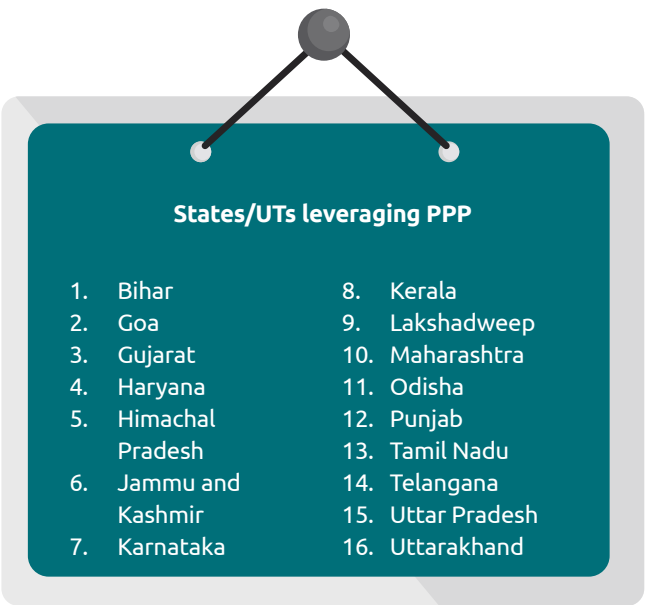 States/UTs leveraging PPP
1. Bihar
2. Goa
3. Gujarat
4. Haryana
5. Himachal
Pradesh
6. Jammu and
Kashmir
7. Karnataka
8. Kerala
9. Lakshadweep
10. Maharashtra
11. Odisha
12. Punjab
13. Tamil Nadu
14. Telangana
15. Uttar Pradesh
16. Uttarakhand